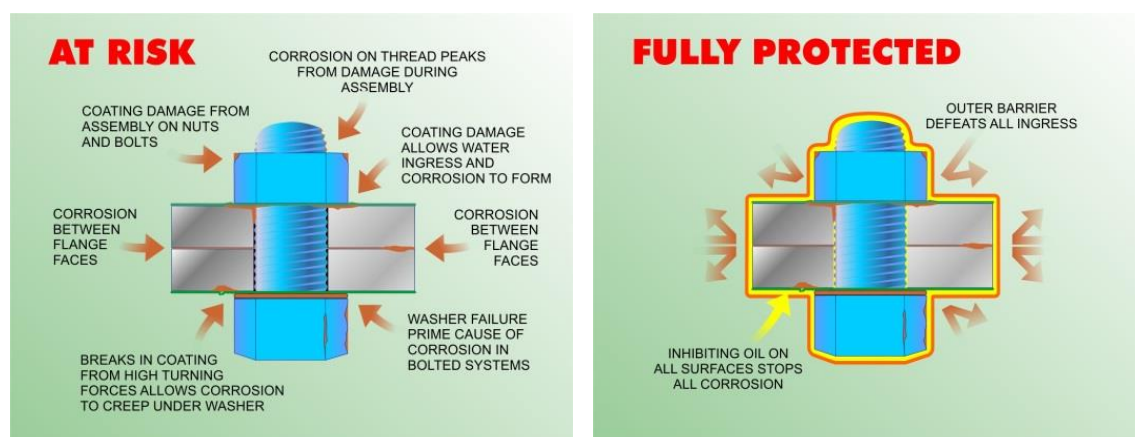 AT RISK
CORROSION ON THREAD PEAKS
FROM DAMAGE DURING
ASSEMBLY
COATING DAMAGE FROM
ASSEMBLY ON NUTS
AND BOLTS
COATING DAMAGE
ALLOWS WATER
INGRESS AND
CORROSION TO FORM
CORROSION
BETWEEN
FLANGE
FACES
CORROSION
BETWEEN
FLANGE
FACES
WASHER FAILURE
PRIME CAUSE OF
CORROSION IN
BOLTED SYSTEMS
BREAKS IN COATING
FROM HIGH TURNING
FORCES ALLOWS CORROSION
TO CREEP UNDER WASHER
FULLY PROTECTED
OUTER BARRIER
DEFEATS ALL INGRESS
INHIBITING OIL ON
ALL SURFACES STOPS
ALL CORROSION